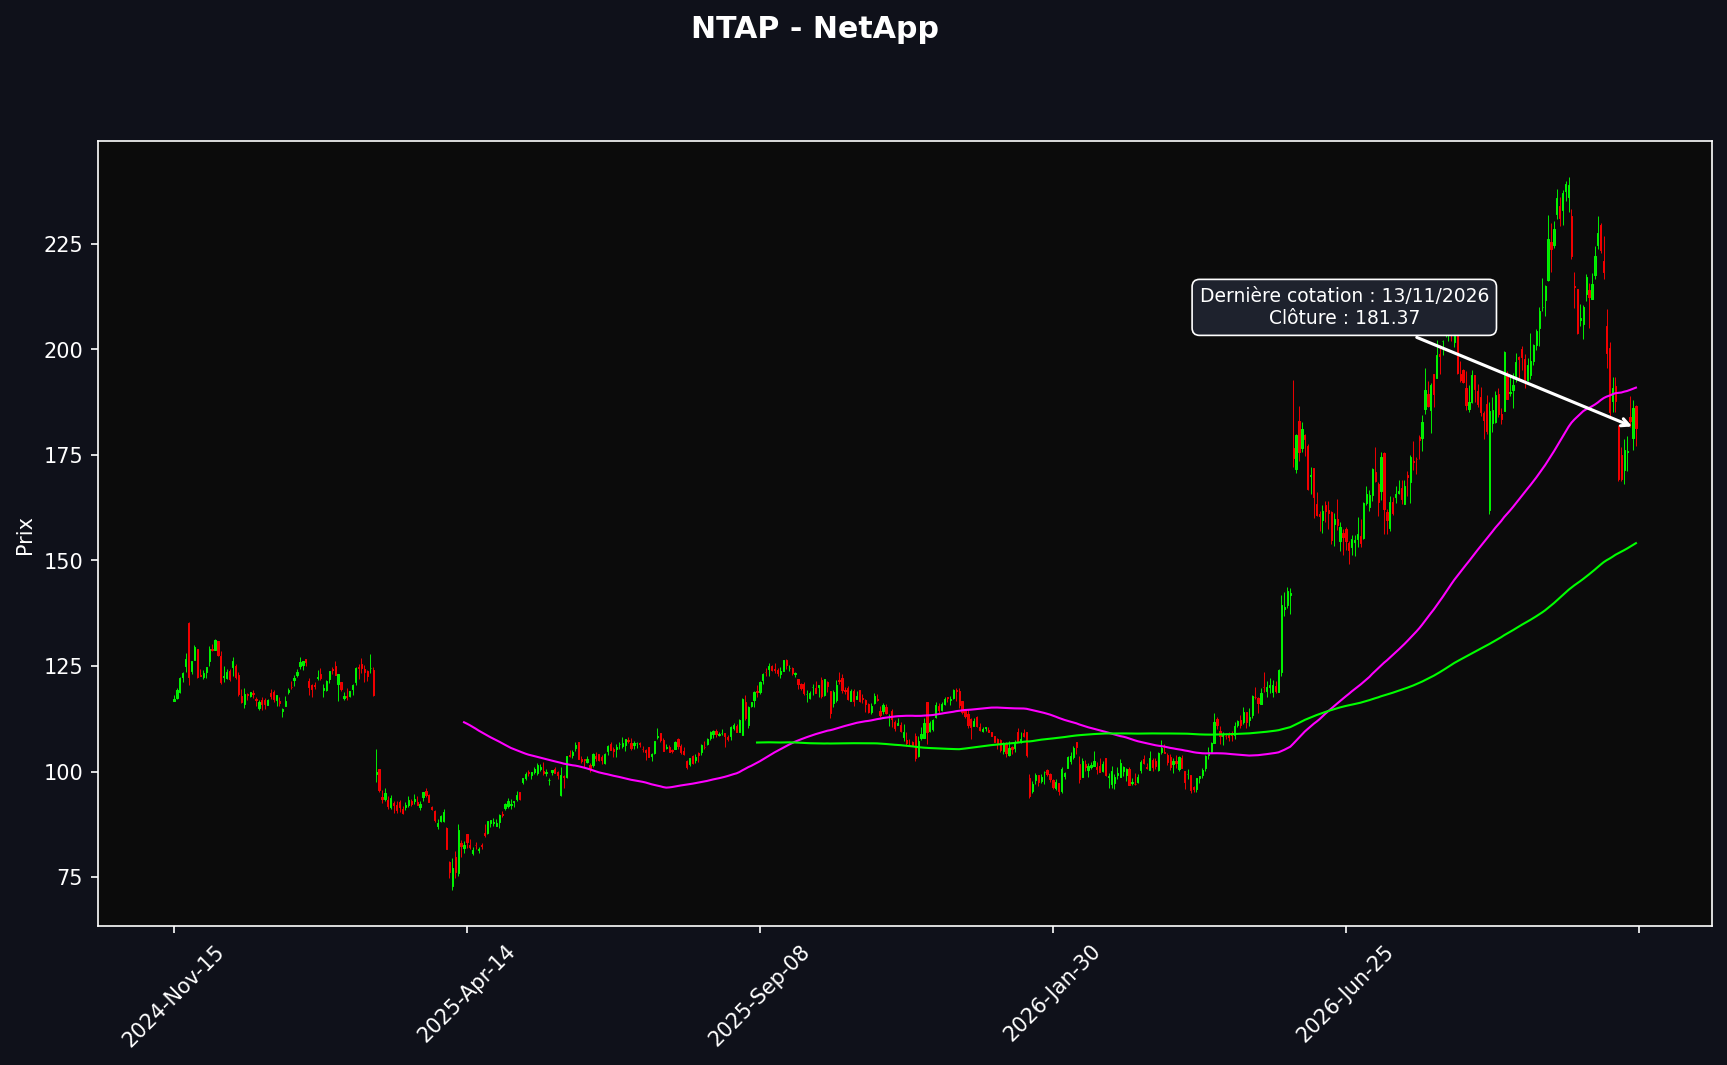 NTAP - NetApp
225
200
175
150
125
100
75
Prix
Dernière cotation : 13/11/2026
Clôture : 181.37
2024-Nov-15
2025-Apr-14
2025-Sep-08
2026-Jan-30
2026-Jun-25